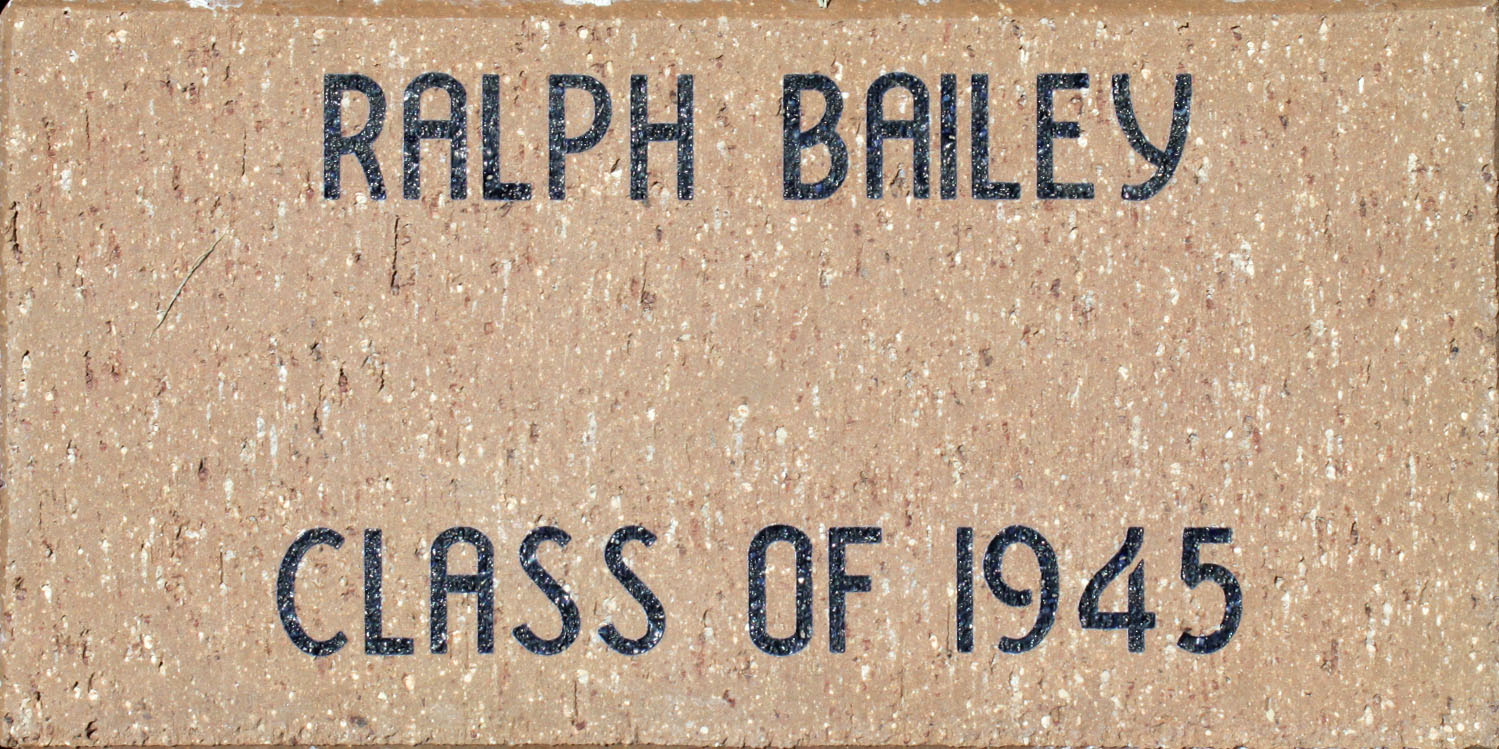 RALPH BAILEY
CLASS OF 1945